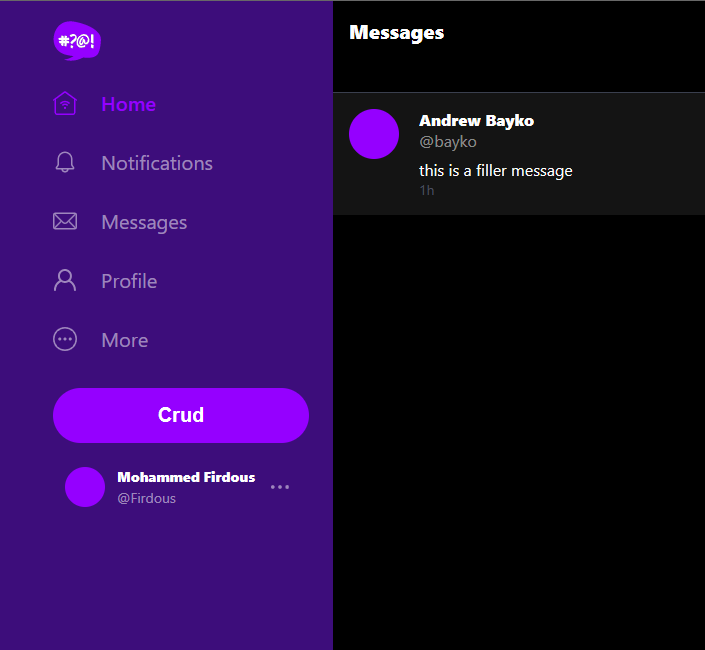 #?@!
Home
Notifications
Messages
Profile
More
Crud
Mohammed Firdous
@Firdous
Messages
Andrew Bayko
@bayko
this is a filler message
1h